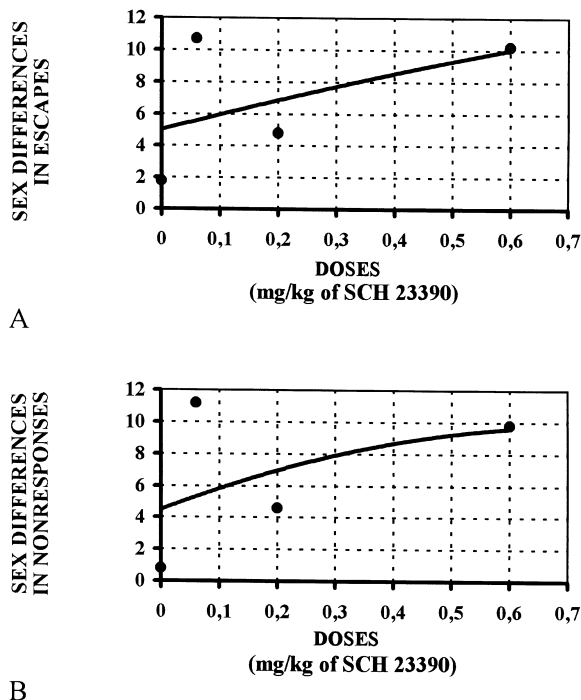 SEX DIFFERENCES
IN ESCAPES
12
10
8
6
4
2
0
0 0,1 0,2 0,3 0,4 0,5 0,6 0,7
DOSES
(mg/kg of SCH 23390)
A
SEX DIFFERENCES
IN NONRESPONSES
12
10
8
6
4
2
0
0 0,1 0,2 0,3 0,4 0,5 0,6 0,7
DOSES
(mg/kg of SCH 23390)
B